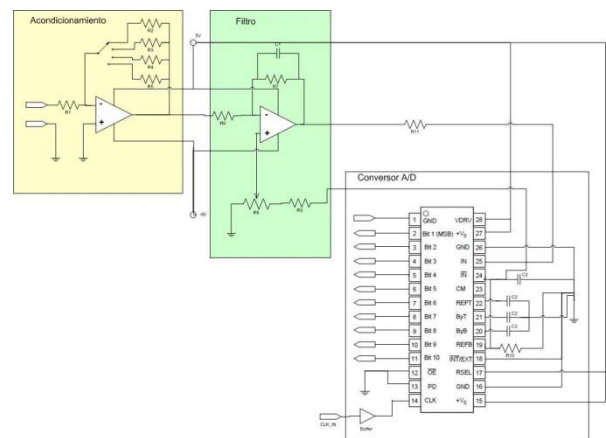 Acondicionamiento
Filtro
R2
R3
R4
R5
R1
5V
-5V
C1
R7
R6
R11
Conversor A/D
1 GND VDRV 28
2 Bit 1 (MSB) +VS 27
3 Bit 2 GND 26
4 Bit 3 IN 25
5 Bit 4 IN 24
6 Bit 5 CM 23
7 Bit 6 REFT 22
8 Bit 7 ByT 21
9 Bit 8 ByB 20
10 Bit 9 REFB 19
11 Bit 10 INT/EXT 18
12 OE RSEL 17
13 PD GND 16
14 CLK +VS 15
C2
C2
C2
C2
R10
CLK_IN
Buffer